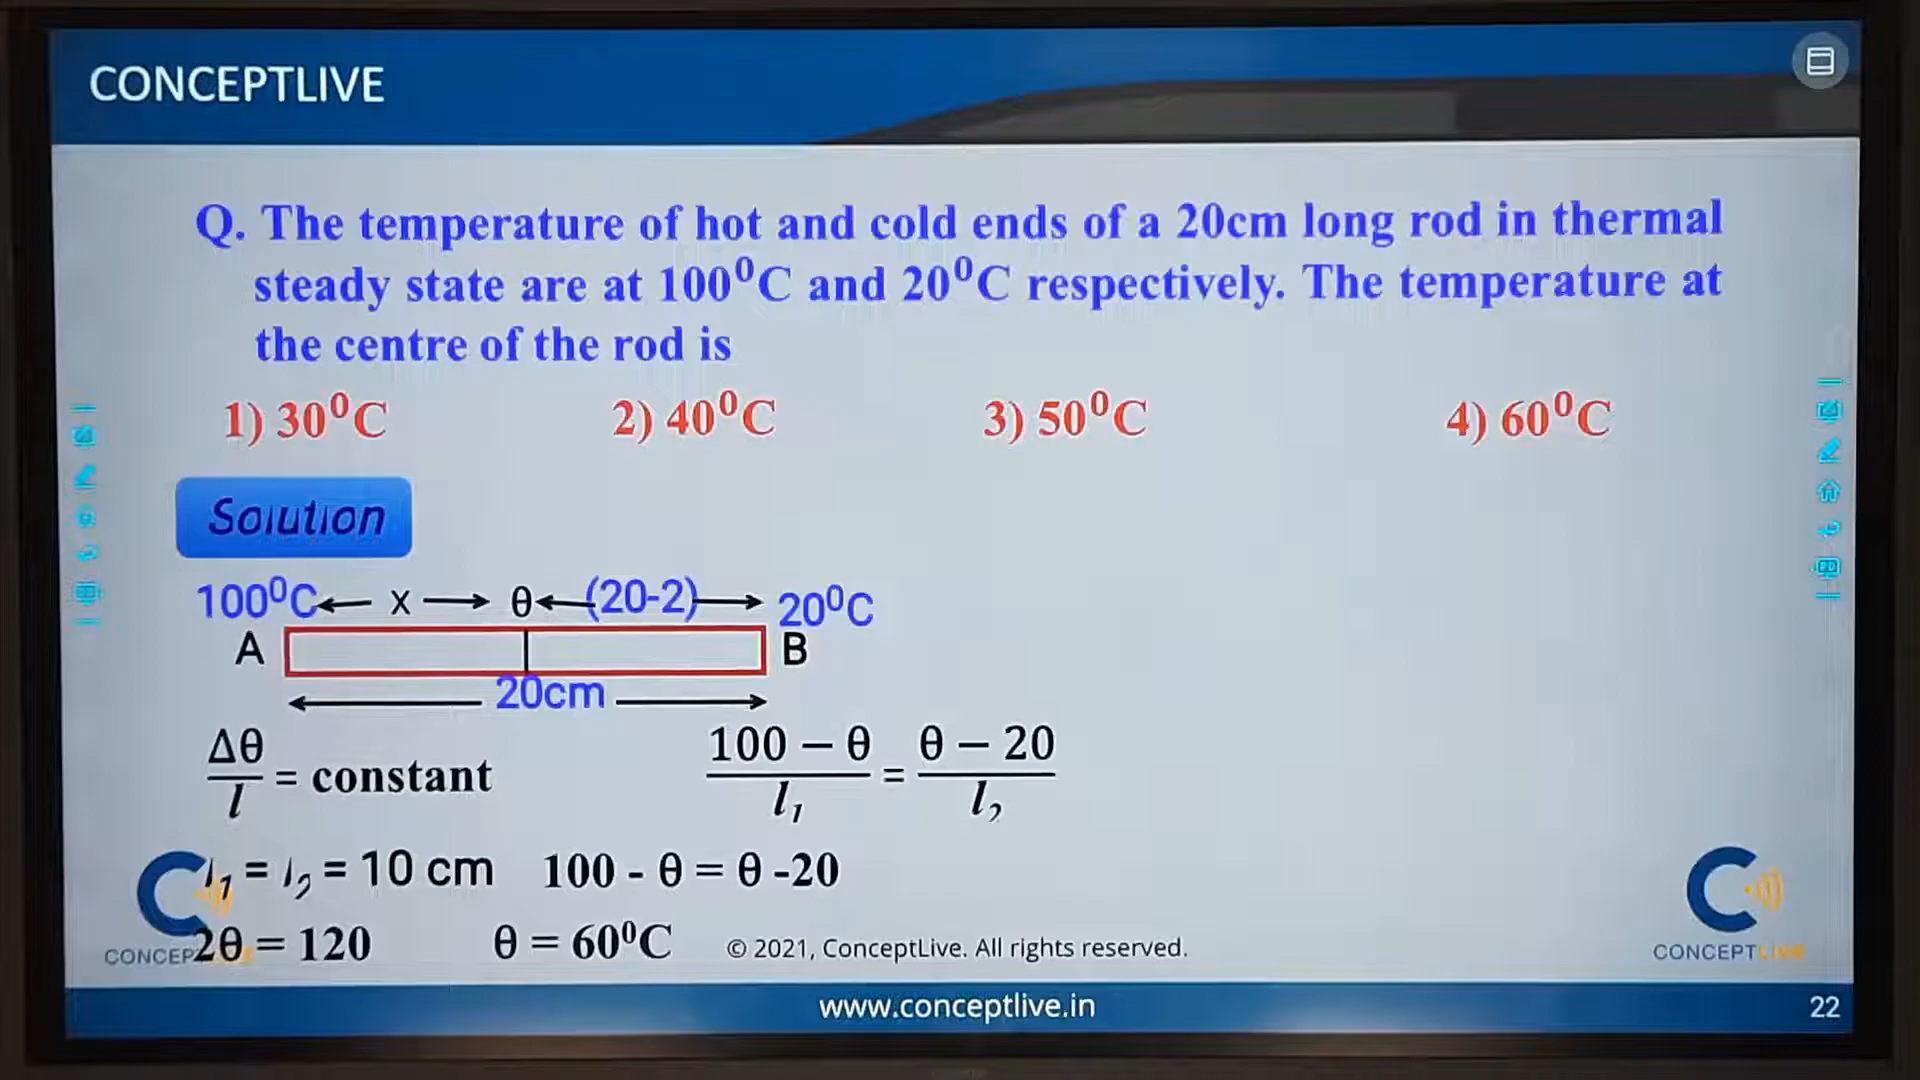 CONCEPTLIVE
Q. The temperature of hot and cold ends of a 20cm long rod in thermal
steady state are at 100⁰C and 20⁰C respectively. The temperature at
the centre of the rod is
1) 30⁰C 2) 40⁰C 3) 50⁰C 4) 60⁰C
Solution
100⁰C ← x → θ ← (20-2) → 20⁰C
A B
20cm
Δθ/l = constant (100 − θ)/l₁ = (θ − 20)/l₂
l₁ = l₂ = 10 cm 100 - θ = θ -20
2θ = 120 θ = 60⁰C © 2021, ConceptLive. All rights reserved.
CONCEPTLIVE
www.conceptlive.in 22